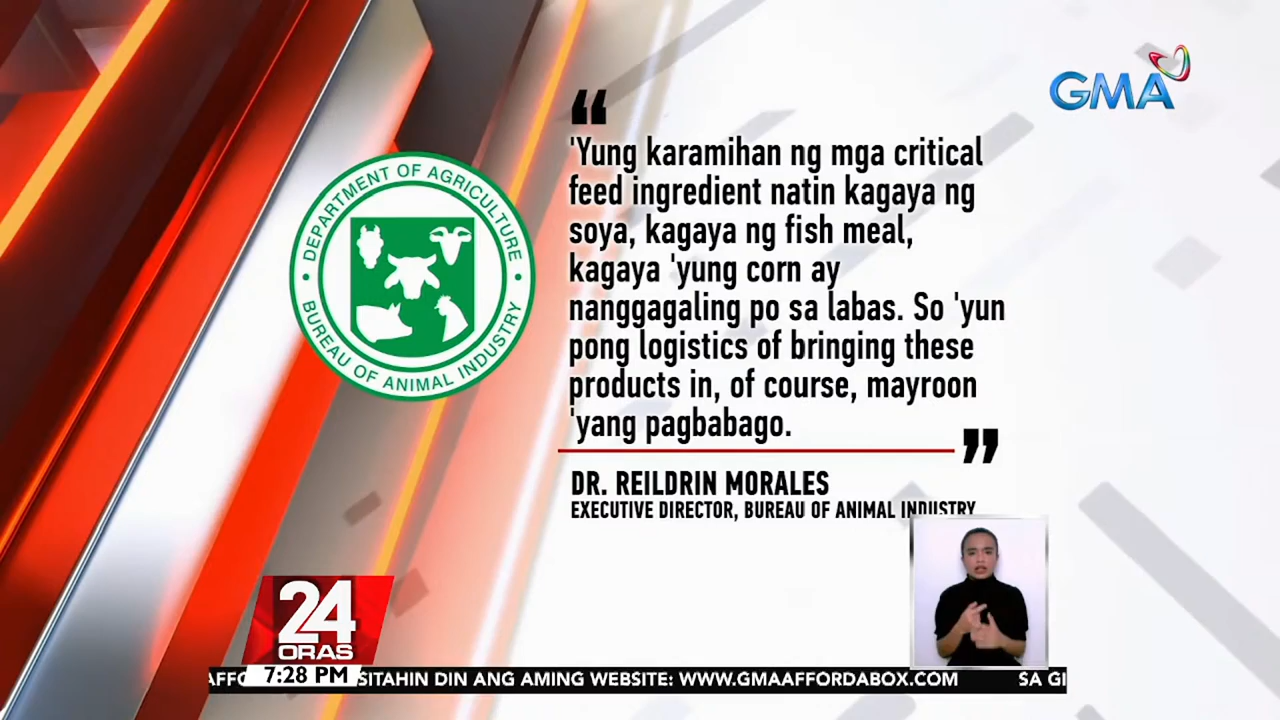 GMA
DEPARTMENT OF AGRICULTURE
BUREAU OF ANIMAL INDUSTRY
“
'Yung karamihan ng mga critical
feed ingredient natin kagaya ng
soya, kagaya ng fish meal,
kagaya 'yung corn ay
nanggagaling po sa labas. So 'yun
pong logistics of bringing these
products in, of course, mayroon
'yang pagbabago.
”
DR. REILDRIN MORALES
EXECUTIVE DIRECTOR, BUREAU OF ANIMAL INDUSTRY
24
ORAS
7:28 PM
SITAHIN DIN ANG AMING WEBSITE: WWW.GMAAFFORDABOX.COM SA GI